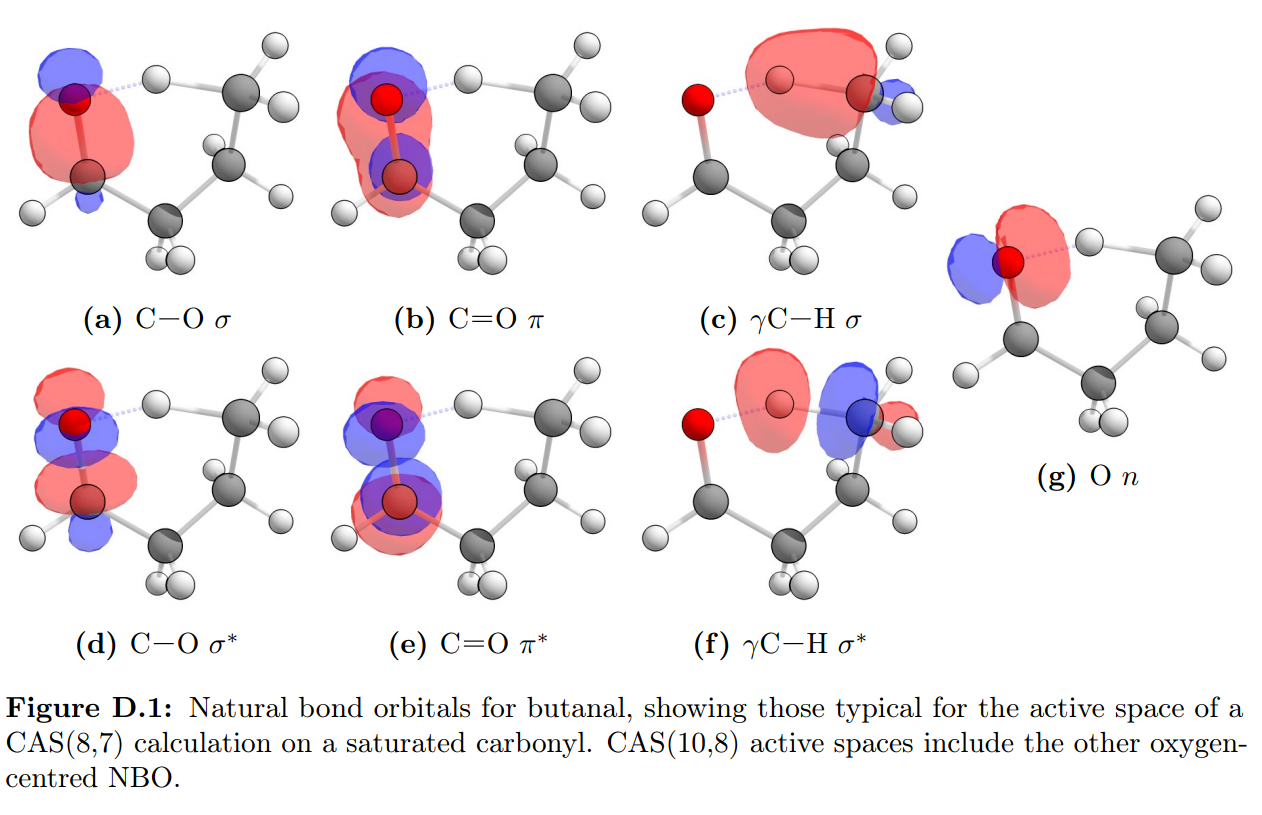 (a) C−O σ
(b) C=O π
(c) γC−H σ
(d) C−O σ*
(e) C=O π*
(f) γC−H σ*
(g) O n
Figure D.1: Natural bond orbitals for butanal, showing those typical for the active space of a
CAS(8,7) calculation on a saturated carbonyl. CAS(10,8) active spaces include the other oxygen-
centred NBO.